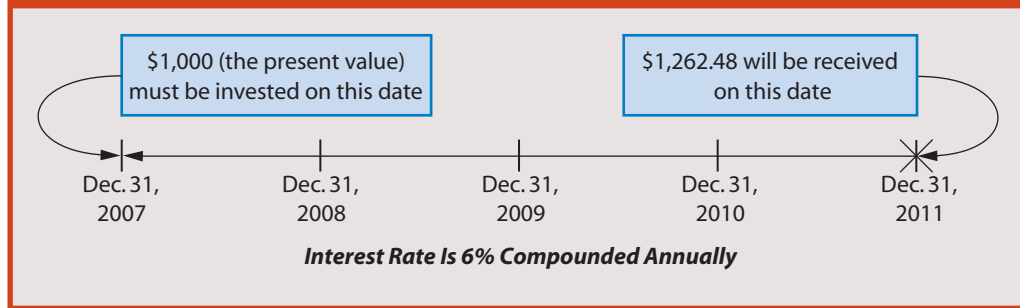 $1,000 (the present value)
must be invested on this date
$1,262.48 will be received
on this date
Dec. 31,
2007
Dec. 31,
2008
Dec. 31,
2009
Dec. 31,
2010
Dec. 31,
2011
Interest Rate Is 6% Compounded Annually